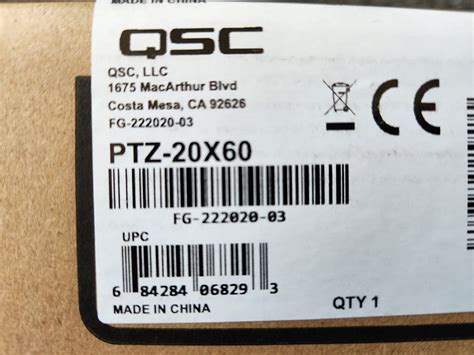 MADE IN CHINA
QSC
QSC, LLC
1675 MacArthur Blvd
Costa Mesa, CA 92626
FG-222020-03
CE
PTZ-20X60
FG-222020-03
UPC
6 84284 06829 3
MADE IN CHINA
QTY 1